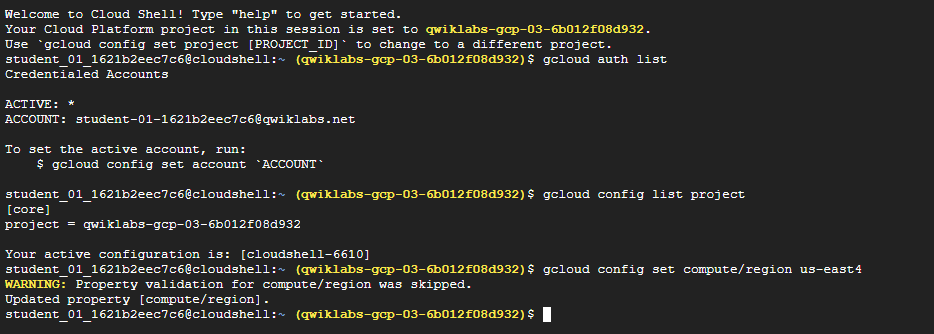 Welcome to Cloud Shell! Type "help" to get started.
Your Cloud Platform project in this session is set to qwiklabs-gcp-03-6b012f08d932.
Use `gcloud config set project [PROJECT_ID]` to change to a different project.
student_01_1621b2eec7c6@cloudshell:~ (qwiklabs-gcp-03-6b012f08d932)$ gcloud auth list
Credentialed Accounts

ACTIVE: *
ACCOUNT: student-01-1621b2eec7c6@qwiklabs.net

To set the active account, run:
    $ gcloud config set account `ACCOUNT`

student_01_1621b2eec7c6@cloudshell:~ (qwiklabs-gcp-03-6b012f08d932)$ gcloud config list project
[core]
project = qwiklabs-gcp-03-6b012f08d932

Your active configuration is: [cloudshell-6610]
student_01_1621b2eec7c6@cloudshell:~ (qwiklabs-gcp-03-6b012f08d932)$ gcloud config set compute/region us-east4
WARNING: Property validation for compute/region was skipped.
Updated property [compute/region].
student_01_1621b2eec7c6@cloudshell:~ (qwiklabs-gcp-03-6b012f08d932)$